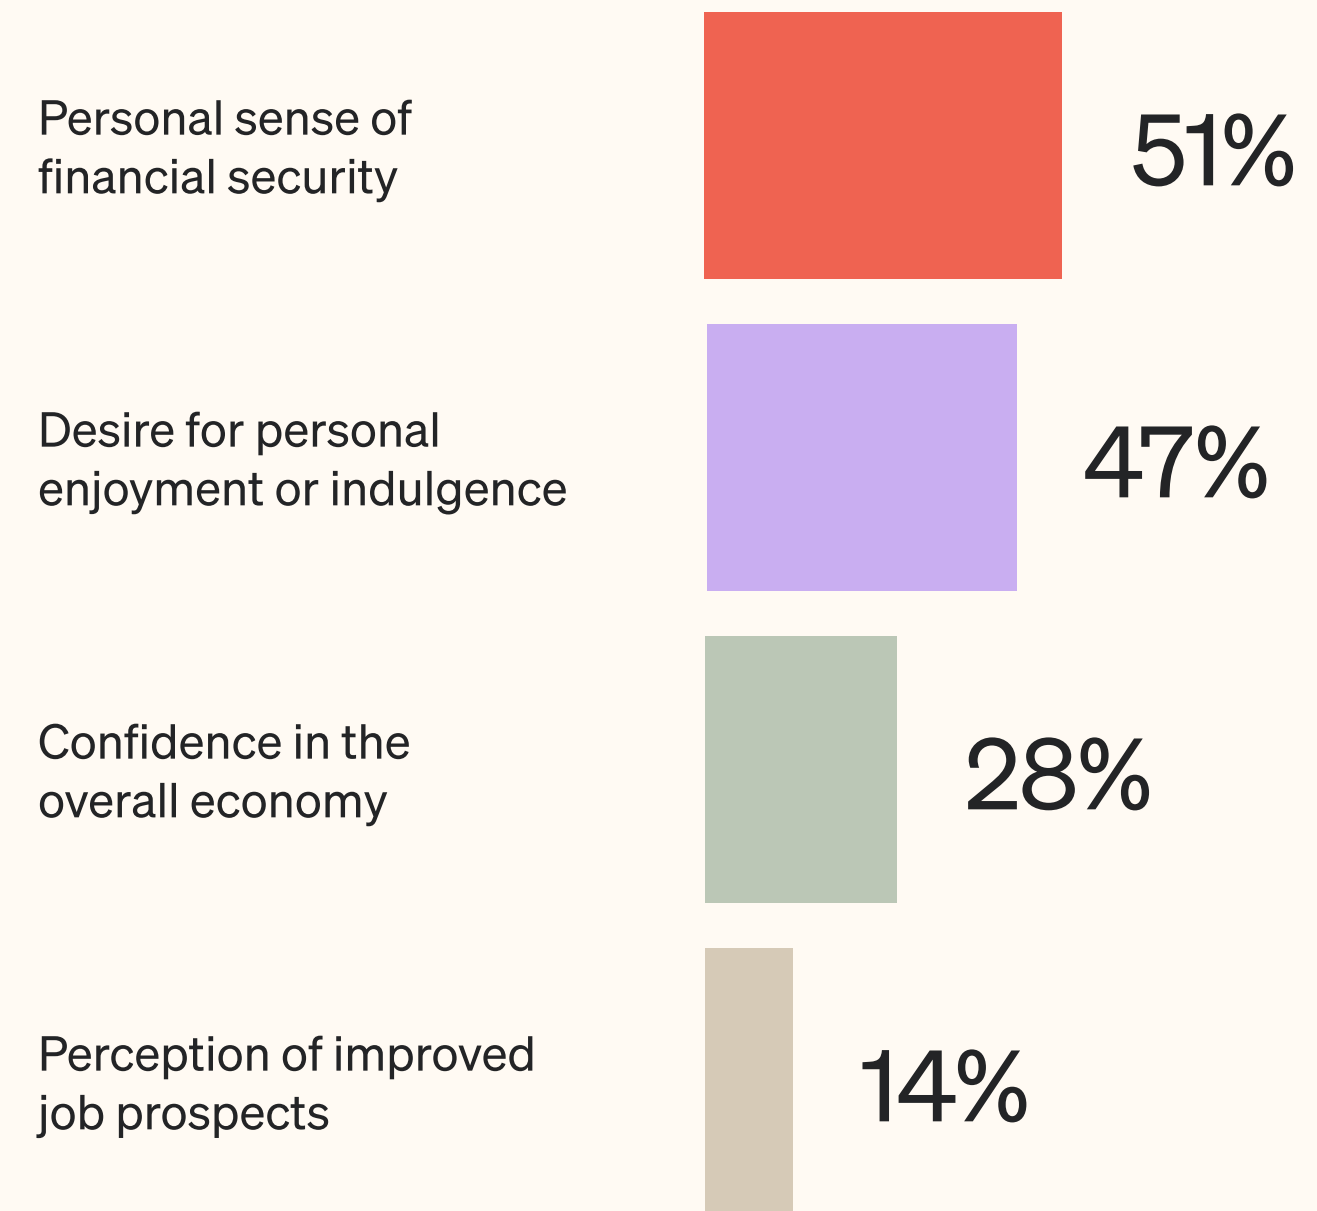 Personal sense of
financial security
51%
Desire for personal
enjoyment or indulgence
47%
Confidence in the
overall economy
28%
Perception of improved
job prospects
14%